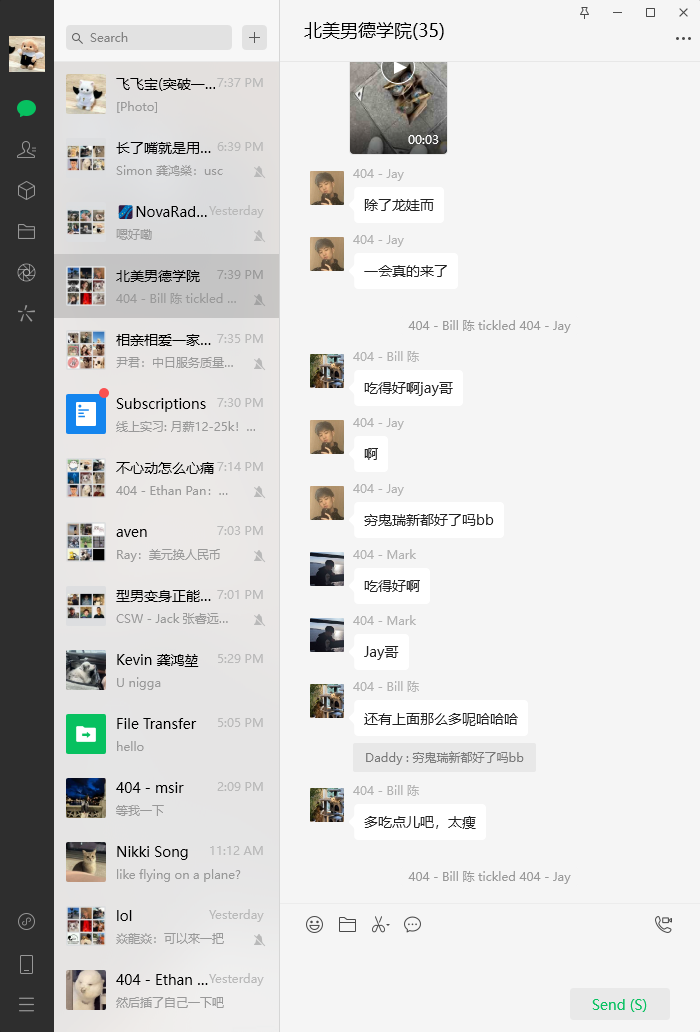 Search
飞飞宝(突破一... 7:37 PM
[Photo]
长了嘴就是用... 6:39 PM
Simon 龚鸿燊：usc
NovaRad... Yesterday
嗯好嘞
北美男德学院 7:39 PM
404 - Bill 陈 tickled ...
相亲相爱一家... 7:35 PM
尹君：中日服务质量...
Subscriptions 7:30 PM
线上实习: 月薪12-25k！...
不心动怎么心痛 7:14 PM
404 - Ethan Pan：...
aven 7:03 PM
Ray：美元换人民币
型男变身正能... 7:01 PM
CSW - Jack 张睿远...
Kevin 龚鸿堃 5:29 PM
U nigga
File Transfer 5:05 PM
hello
404 - msir 2:09 PM
等我一下
Nikki Song 11:12 AM
like flying on a plane?
lol Yesterday
焱龍焱：可以來一把
404 - Ethan ... Yesterday
然后插了自己一下吧
北美男德学院(35)
00:03
404 - Jay
除了龙娃而
404 - Jay
一会真的来了
404 - Bill 陈 tickled 404 - Jay
404 - Bill 陈
吃得好啊jay哥
404 - Jay
啊
404 - Jay
穷鬼瑞新都好了吗bb
404 - Mark
吃得好啊
404 - Mark
Jay哥
404 - Bill 陈
还有上面那么多呢哈哈哈
Daddy : 穷鬼瑞新都好了吗bb
404 - Bill 陈
多吃点儿吧，太瘦
404 - Bill 陈 tickled 404 - Jay
Send (S)